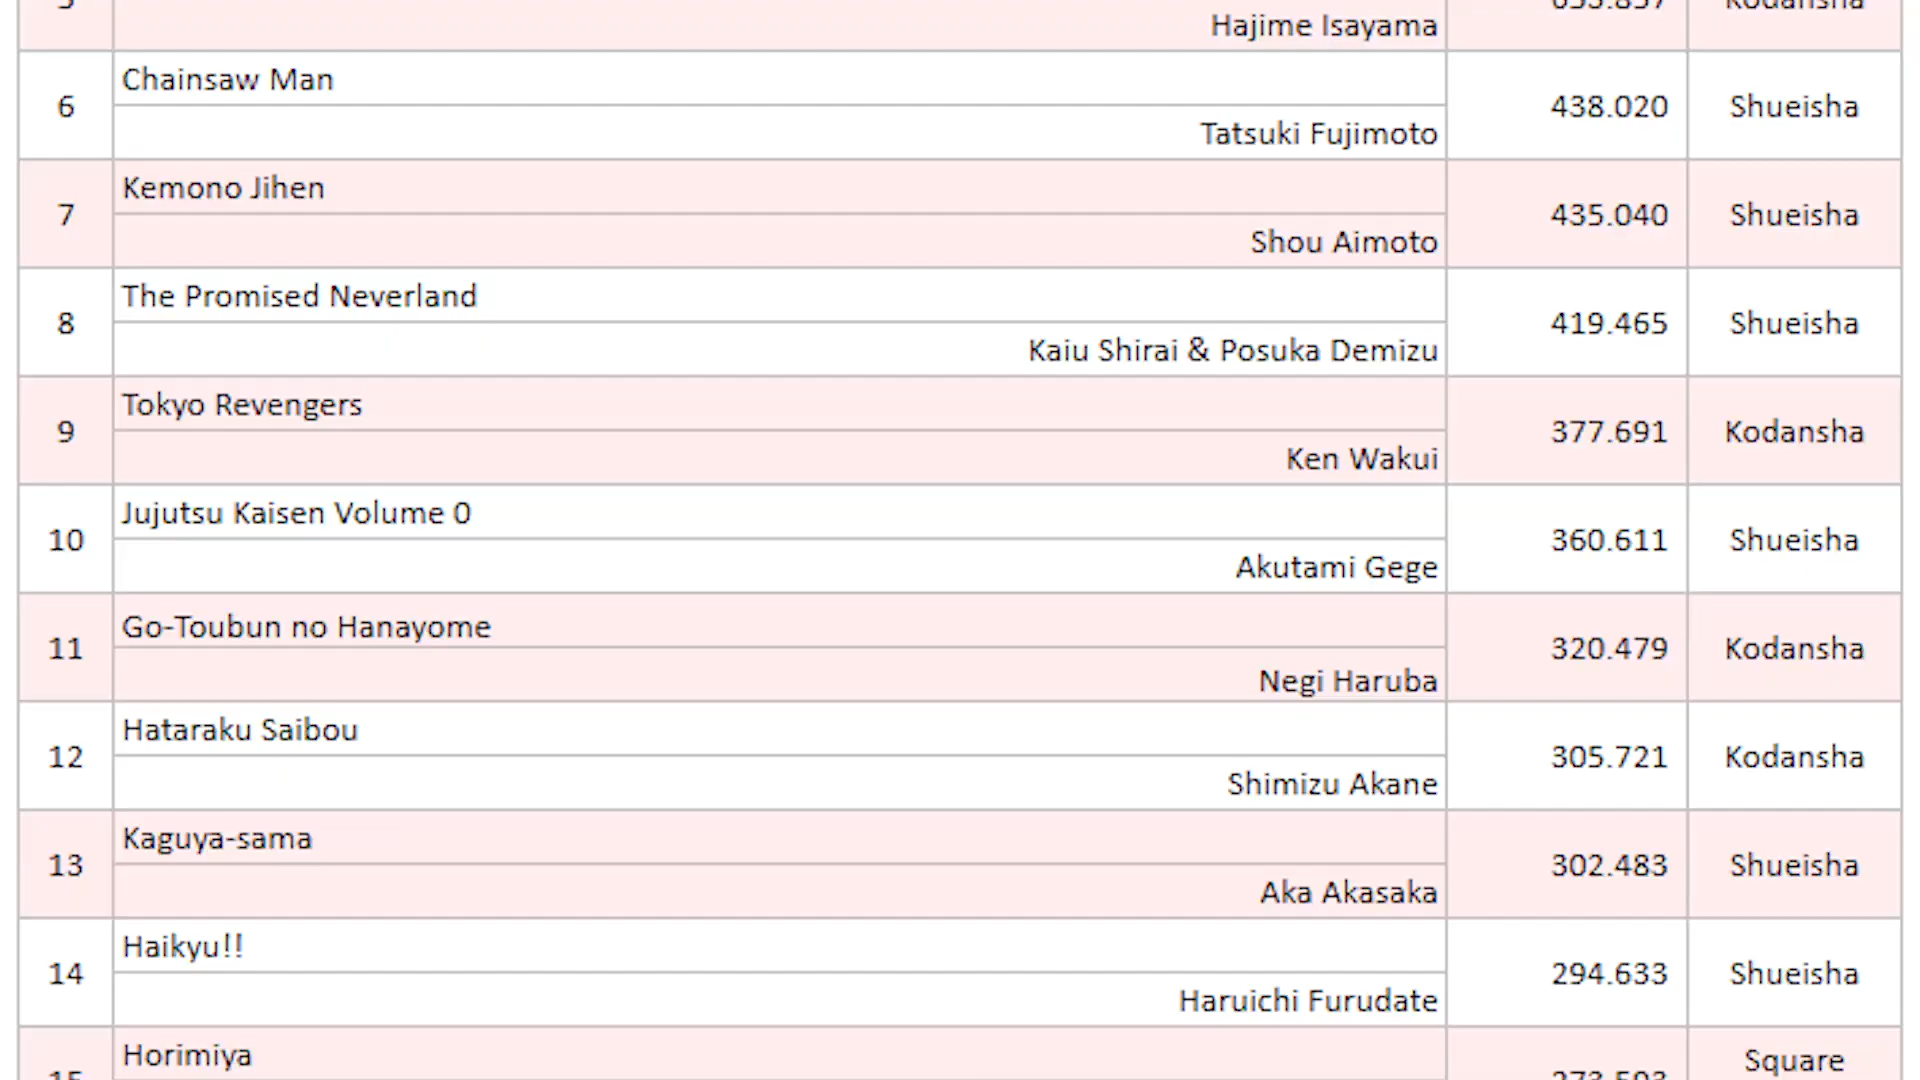 Hajime Isayama
Kodansha
6 Chainsaw Man
Tatsuki Fujimoto
438.020 Shueisha
7 Kemono Jihen
Shou Aimoto
435.040 Shueisha
8 The Promised Neverland
Kaiu Shirai & Posuka Demizu
419.465 Shueisha
9 Tokyo Revengers
Ken Wakui
377.691 Kodansha
10 Jujutsu Kaisen Volume 0
Akutami Gege
360.611 Shueisha
11 Go-Toubun no Hanayome
Negi Haruba
320.479 Kodansha
12 Hataraku Saibou
Shimizu Akane
305.721 Kodansha
13 Kaguya-sama
Aka Akasaka
302.483 Shueisha
14 Haikyu!!
Haruichi Furudate
294.633 Shueisha
15 Horimiya
Square